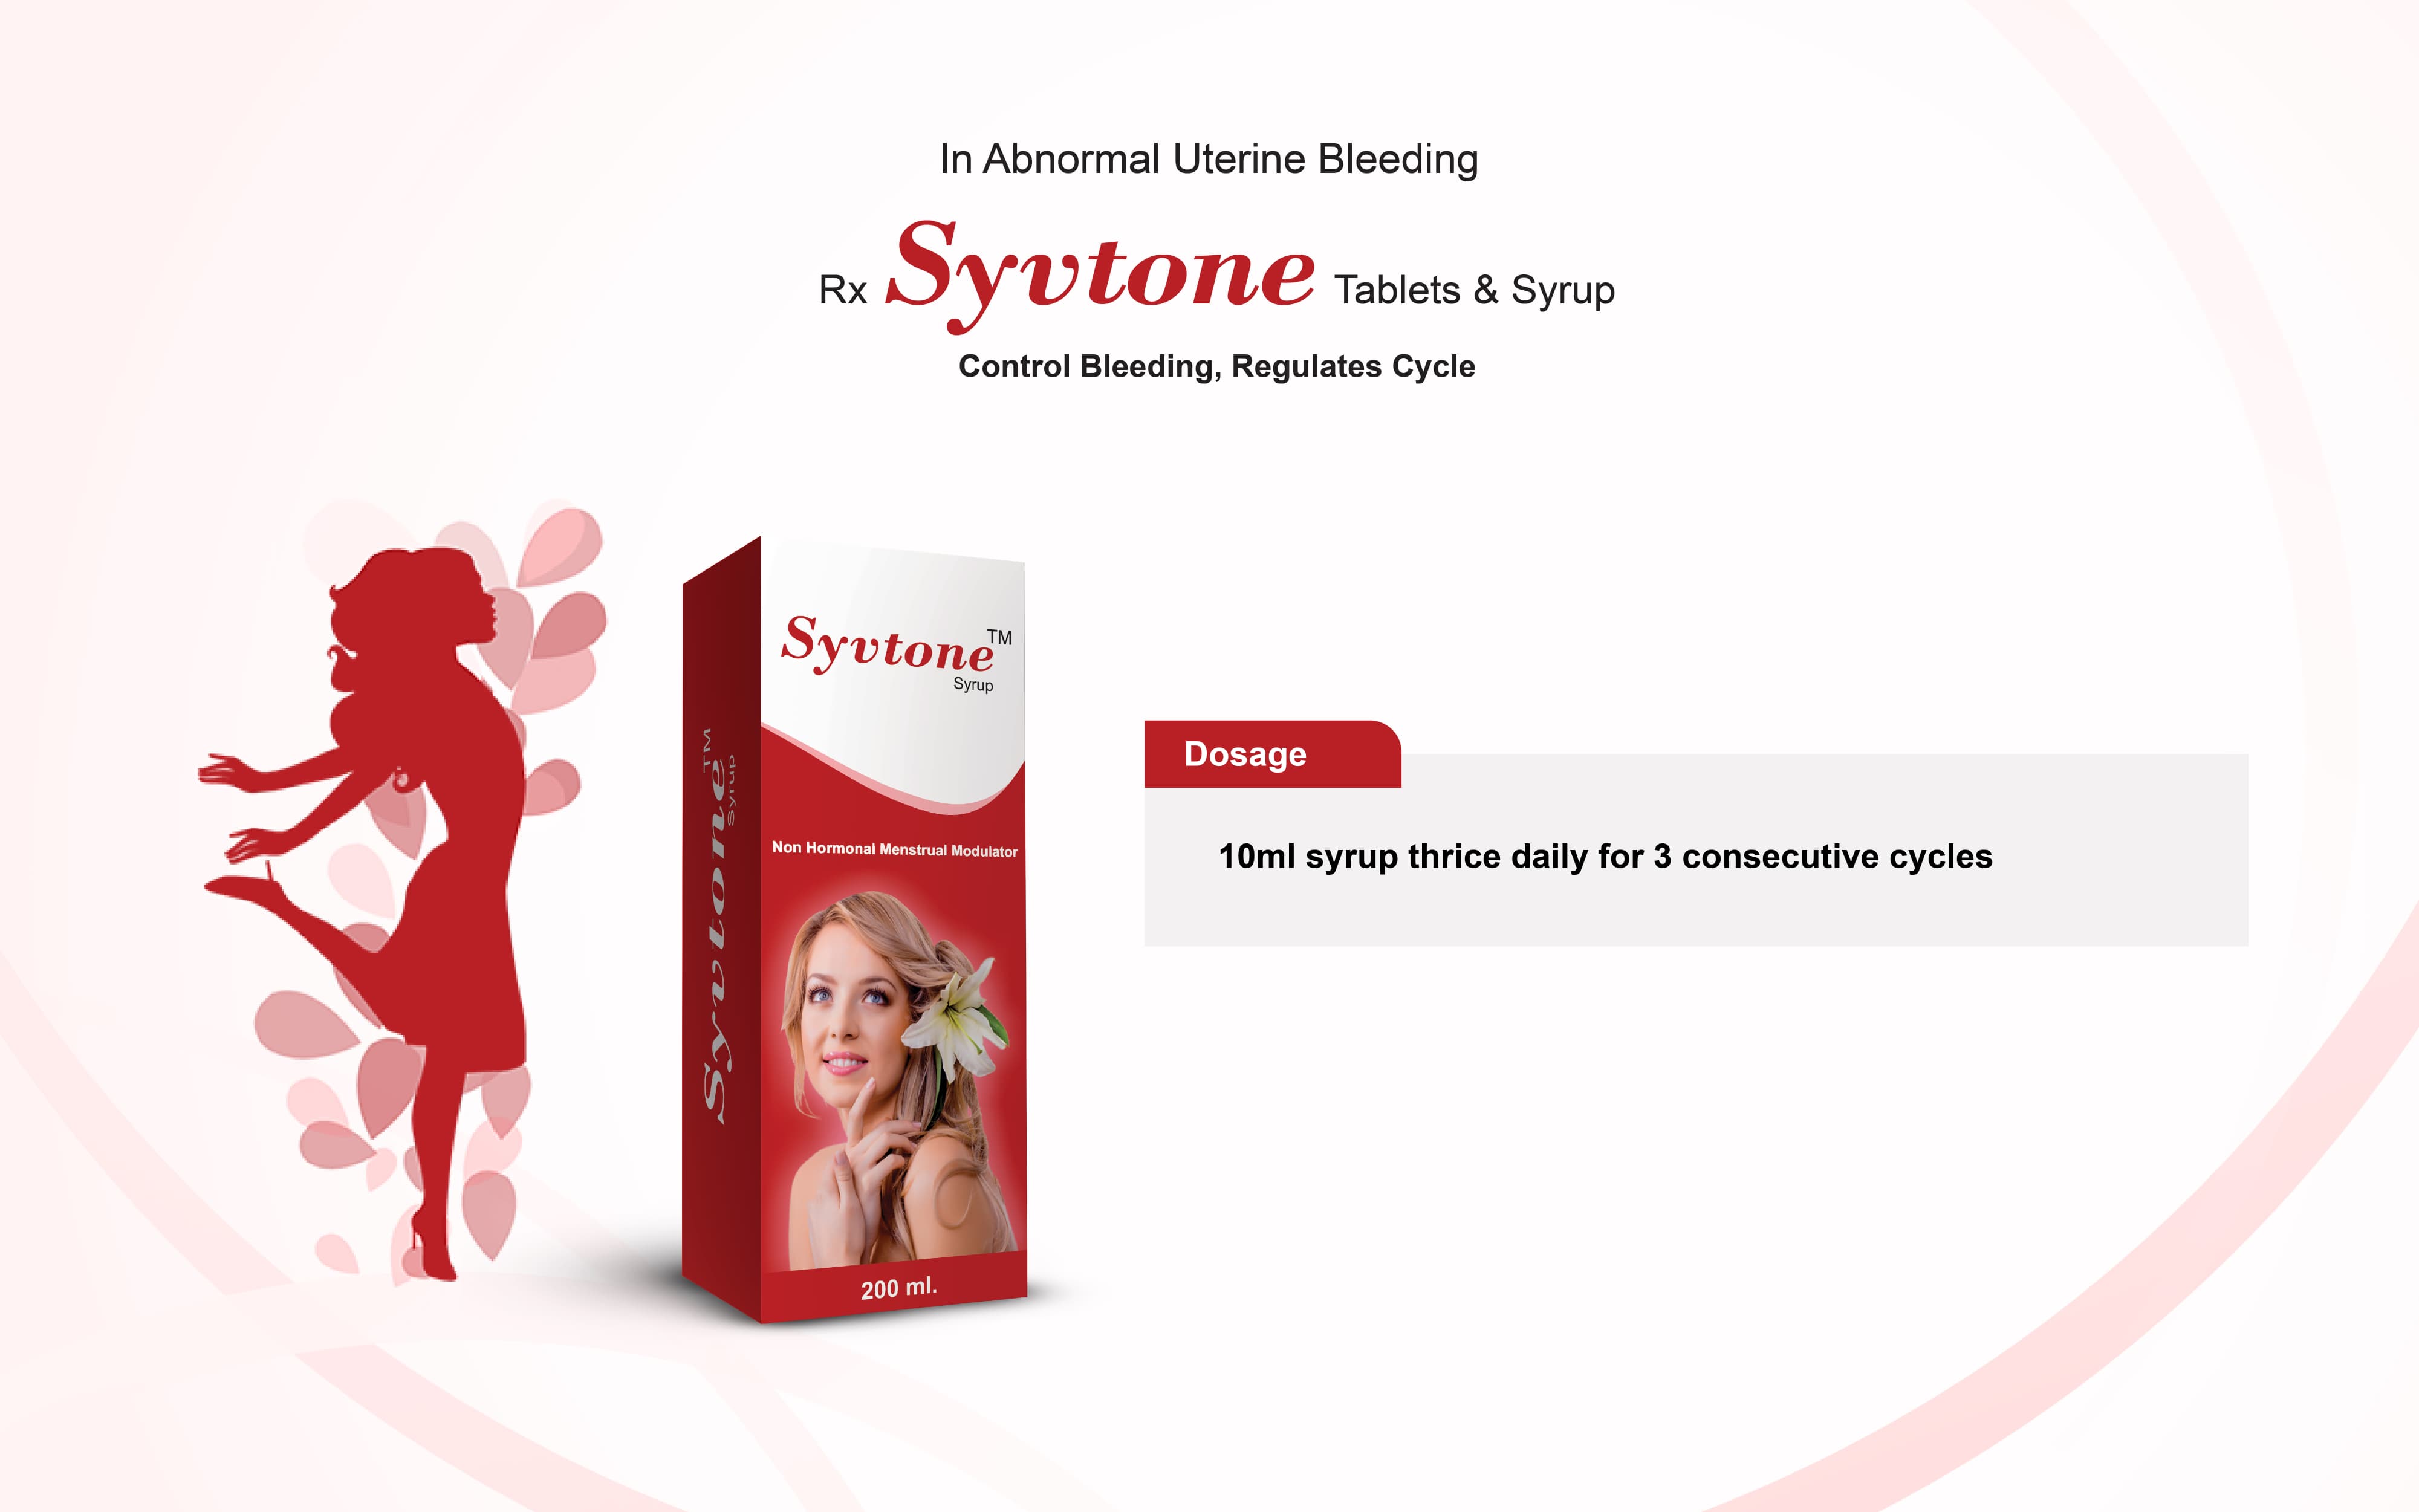 In Abnormal Uterine Bleeding
Rx Syvtone Tablets & Syrup
Control Bleeding, Regulates Cycle
Syvtone™
Syrup
Syvtone™
Syrup
Non Hormonal Menstrual Modulator
200 ml.
Dosage
10ml syrup thrice daily for 3 consecutive cycles